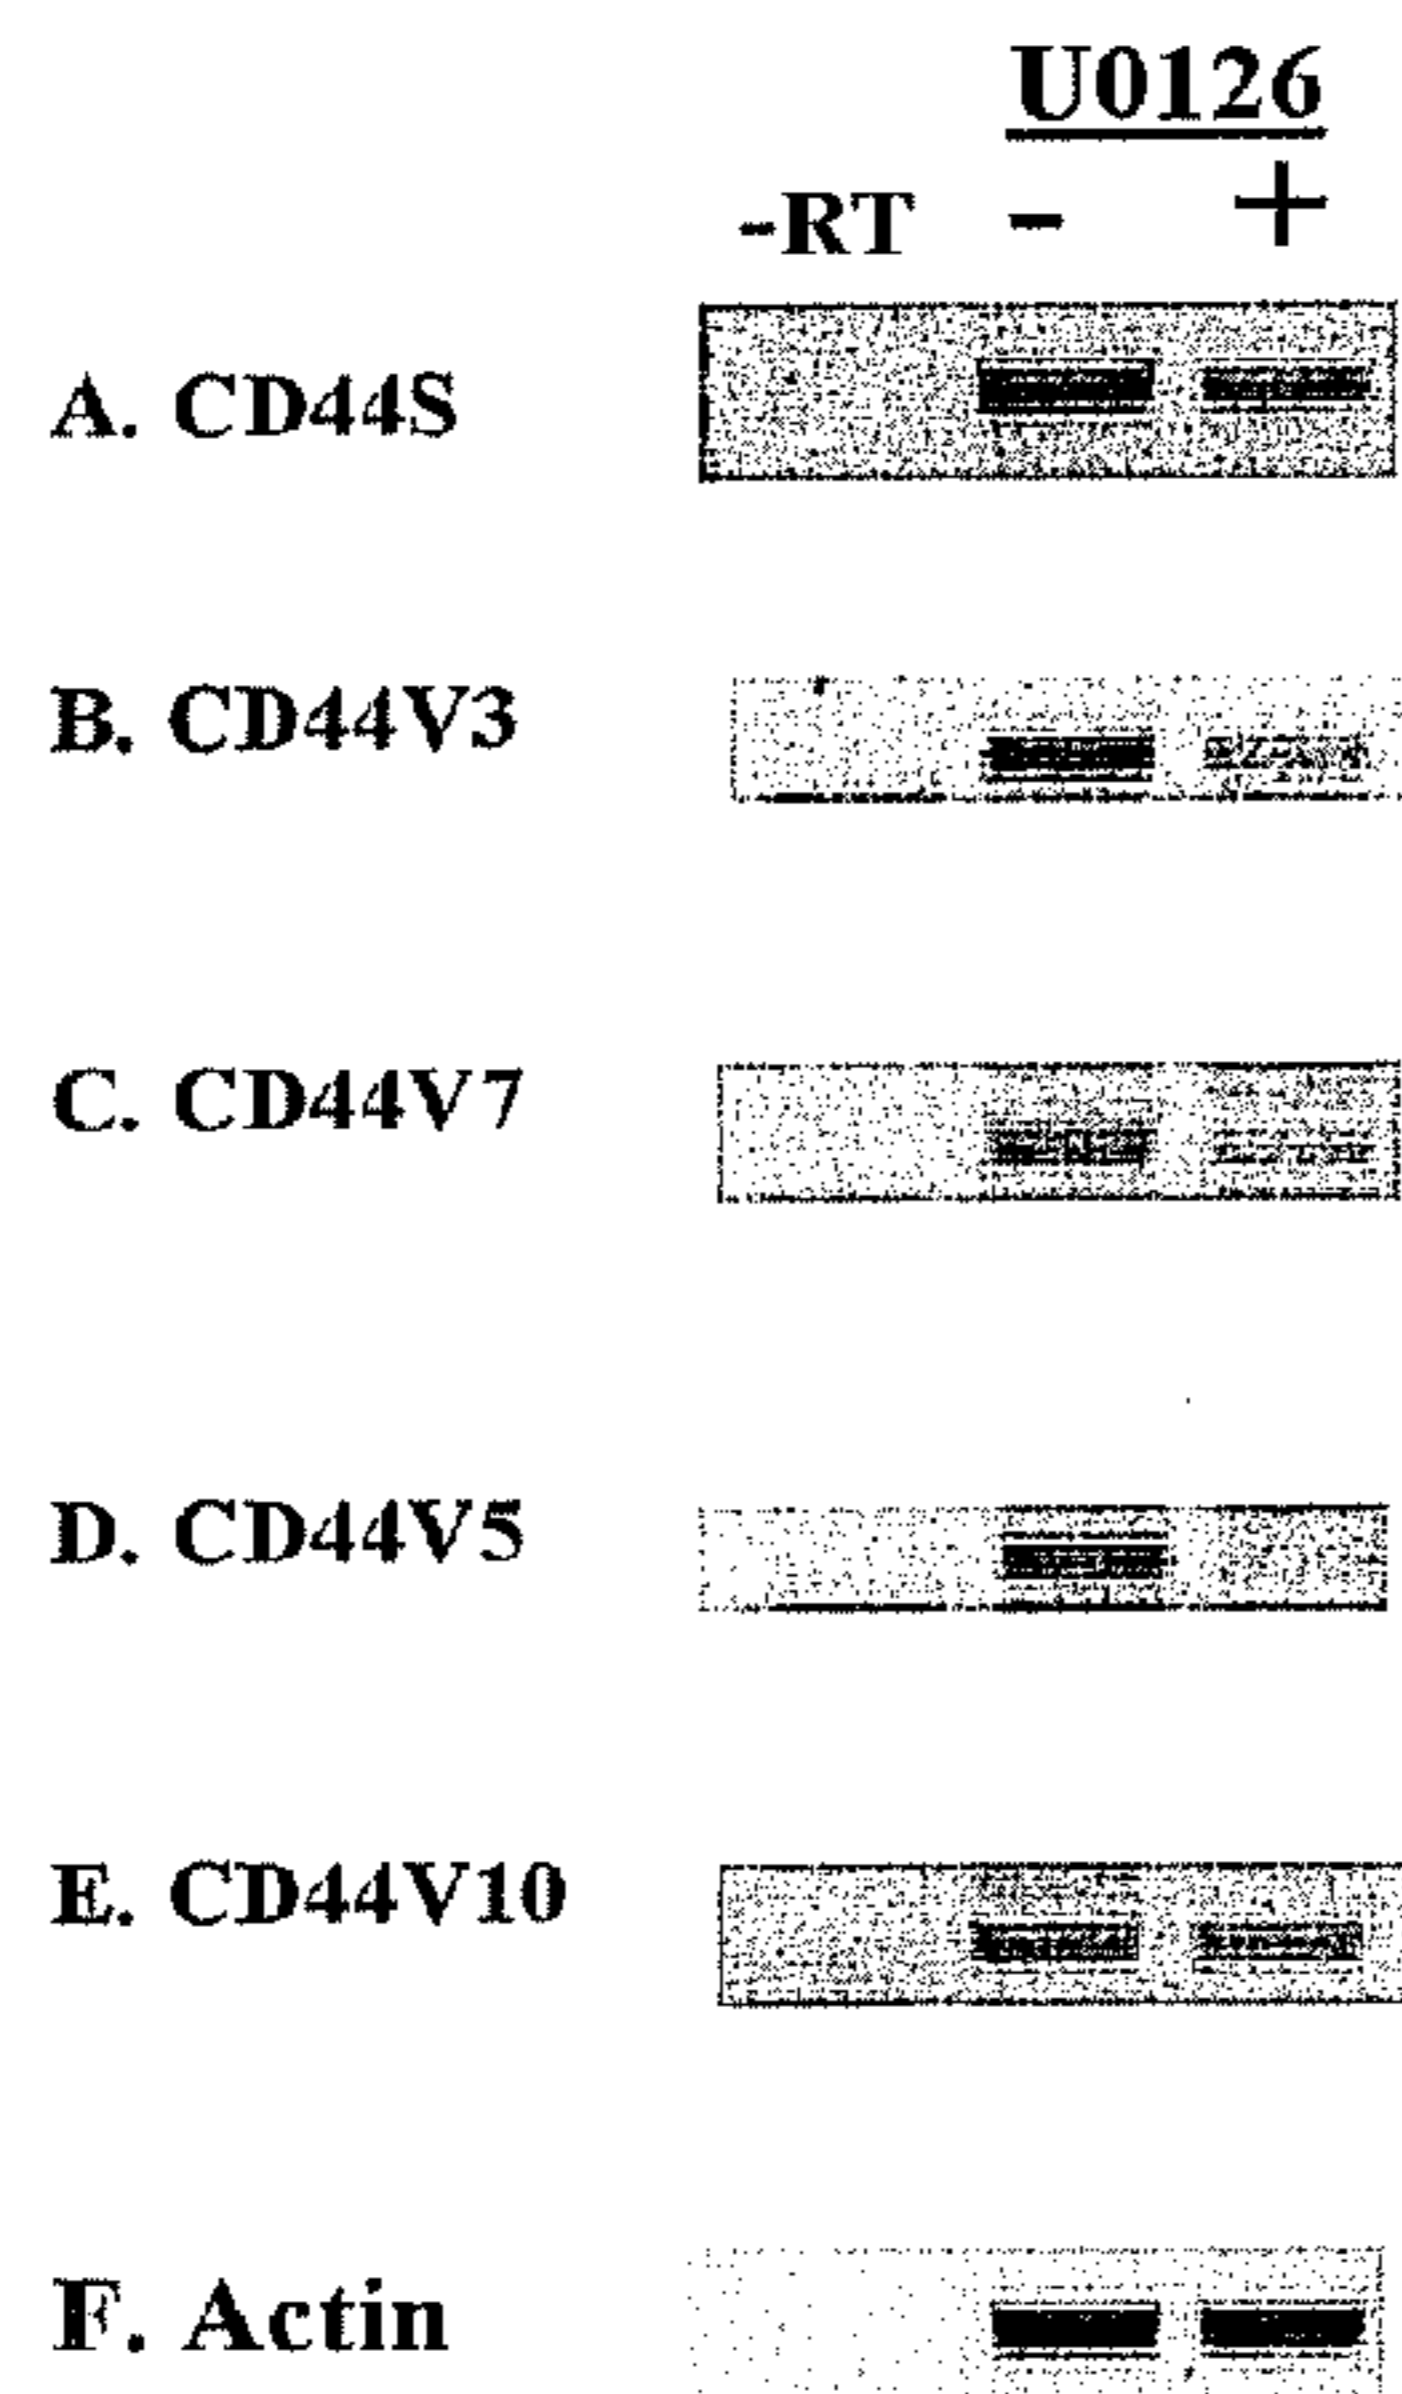 U0126
-RT - +
A. CD44S
B. CD44V3
C. CD44V7
D. CD44V5
E. CD44V10
F. Actin